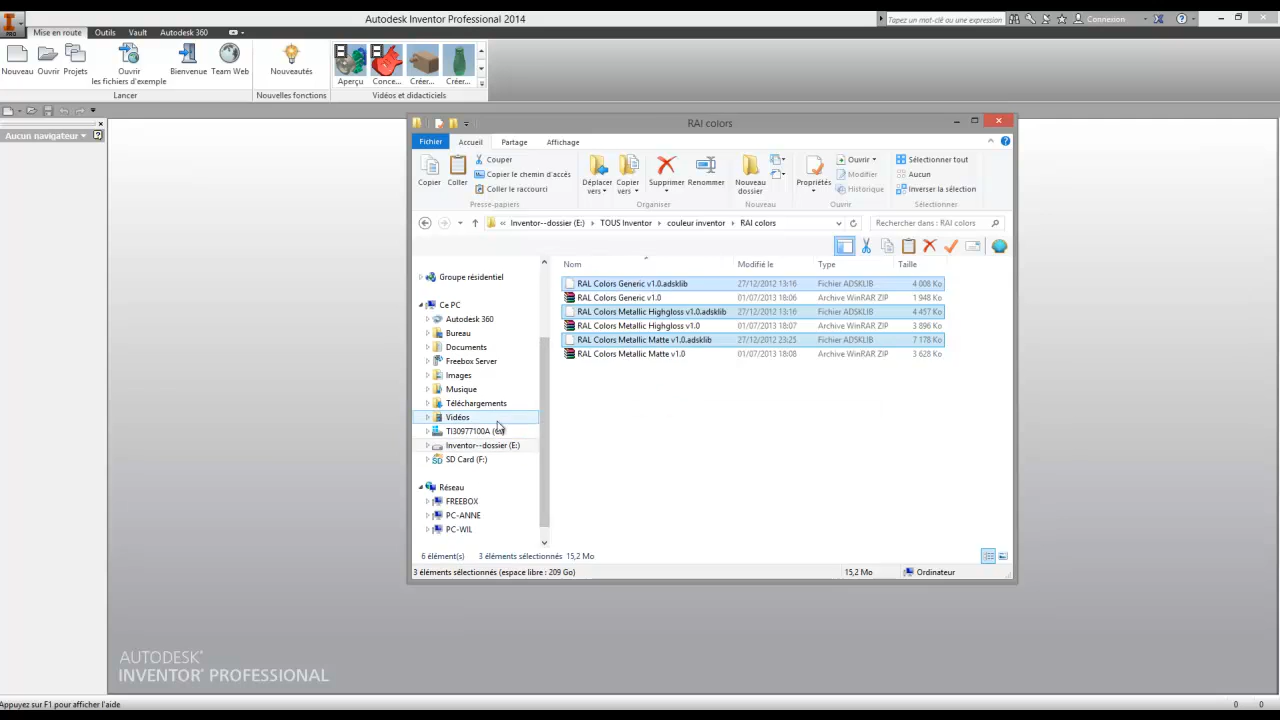 Autodesk Inventor Professional 2014
Tapez un mot-clé ou une expression
Connexion
PRO
Mise en route Outils Vault Autodesk 360
Nouveau Ouvrir Projets
Ouvrir les fichiers d'exemple
Bienvenue Team Web
Nouveautés
Aperçu Conce... Créer... Créer...
Lancer Nouvelles fonctions Vidéos et didacticiels
Aucun navigateur
RAI colors
Fichier Accueil Partage Affichage
Copier Coller
Couper
Copier le chemin d'accès
Coller le raccourci
Déplacer vers
Copier vers
Supprimer Renommer
Nouveau dossier
Propriétés
Ouvrir
Modifier
Historique
Sélectionner tout
Aucun
Inverser la sélection
Presse-papiers Organiser Nouveau Ouvrir Sélectionner
« Inventor--dossier (E:) TOUS Inventor couleur inventor RAI colors
Rechercher dans : RAI colors
Nom Modifié le Type Taille
RAL Colors Generic v1.0.adsklib 27/12/2012 13:16 Fichier ADSKLIB 4 008 Ko
RAL Colors Generic v1.0 01/07/2013 18:06 Archive WinRAR ZIP 1 948 Ko
RAL Colors Metallic Highgloss v1.0.adsklib 27/12/2012 13:16 Fichier ADSKLIB 4 457 Ko
RAL Colors Metallic Highgloss v1.0 01/07/2013 18:07 Archive WinRAR ZIP 3 896 Ko
RAL Colors Metallic Matte v1.0.adsklib 27/12/2012 23:25 Fichier ADSKLIB 7 178 Ko
RAL Colors Metallic Matte v1.0 01/07/2013 18:08 Archive WinRAR ZIP 3 628 Ko
Groupe résidentiel
Ce PC
Autodesk 360
Bureau
Documents
Freebox Server
Images
Musique
Téléchargements
Vidéos
TI30977100A
Inventor--dossier (E:)
SD Card (F:)
Réseau
FREEBOX
PC-ANNE
PC-WIL
6 élément(s) 3 éléments sélectionnés 15,2 Mo
3 éléments sélectionnés (espace libre : 209 Go) 15,2 Mo Ordinateur
AUTODESK®
INVENTOR® PROFESSIONAL
Appuyez sur F1 pour afficher l'aide 0 0